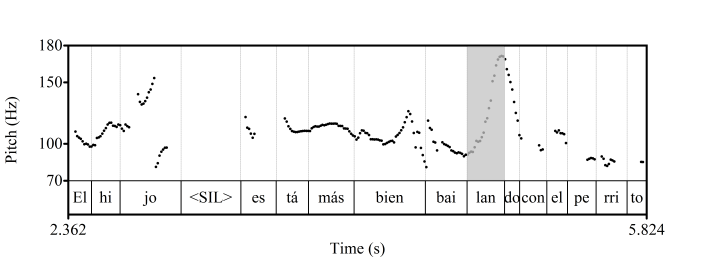 180
150
100
70
Pitch (Hz)
El hi jo <SIL> es tá más bien bai lan do con el pe rri to
2.362 5.824
Time (s)